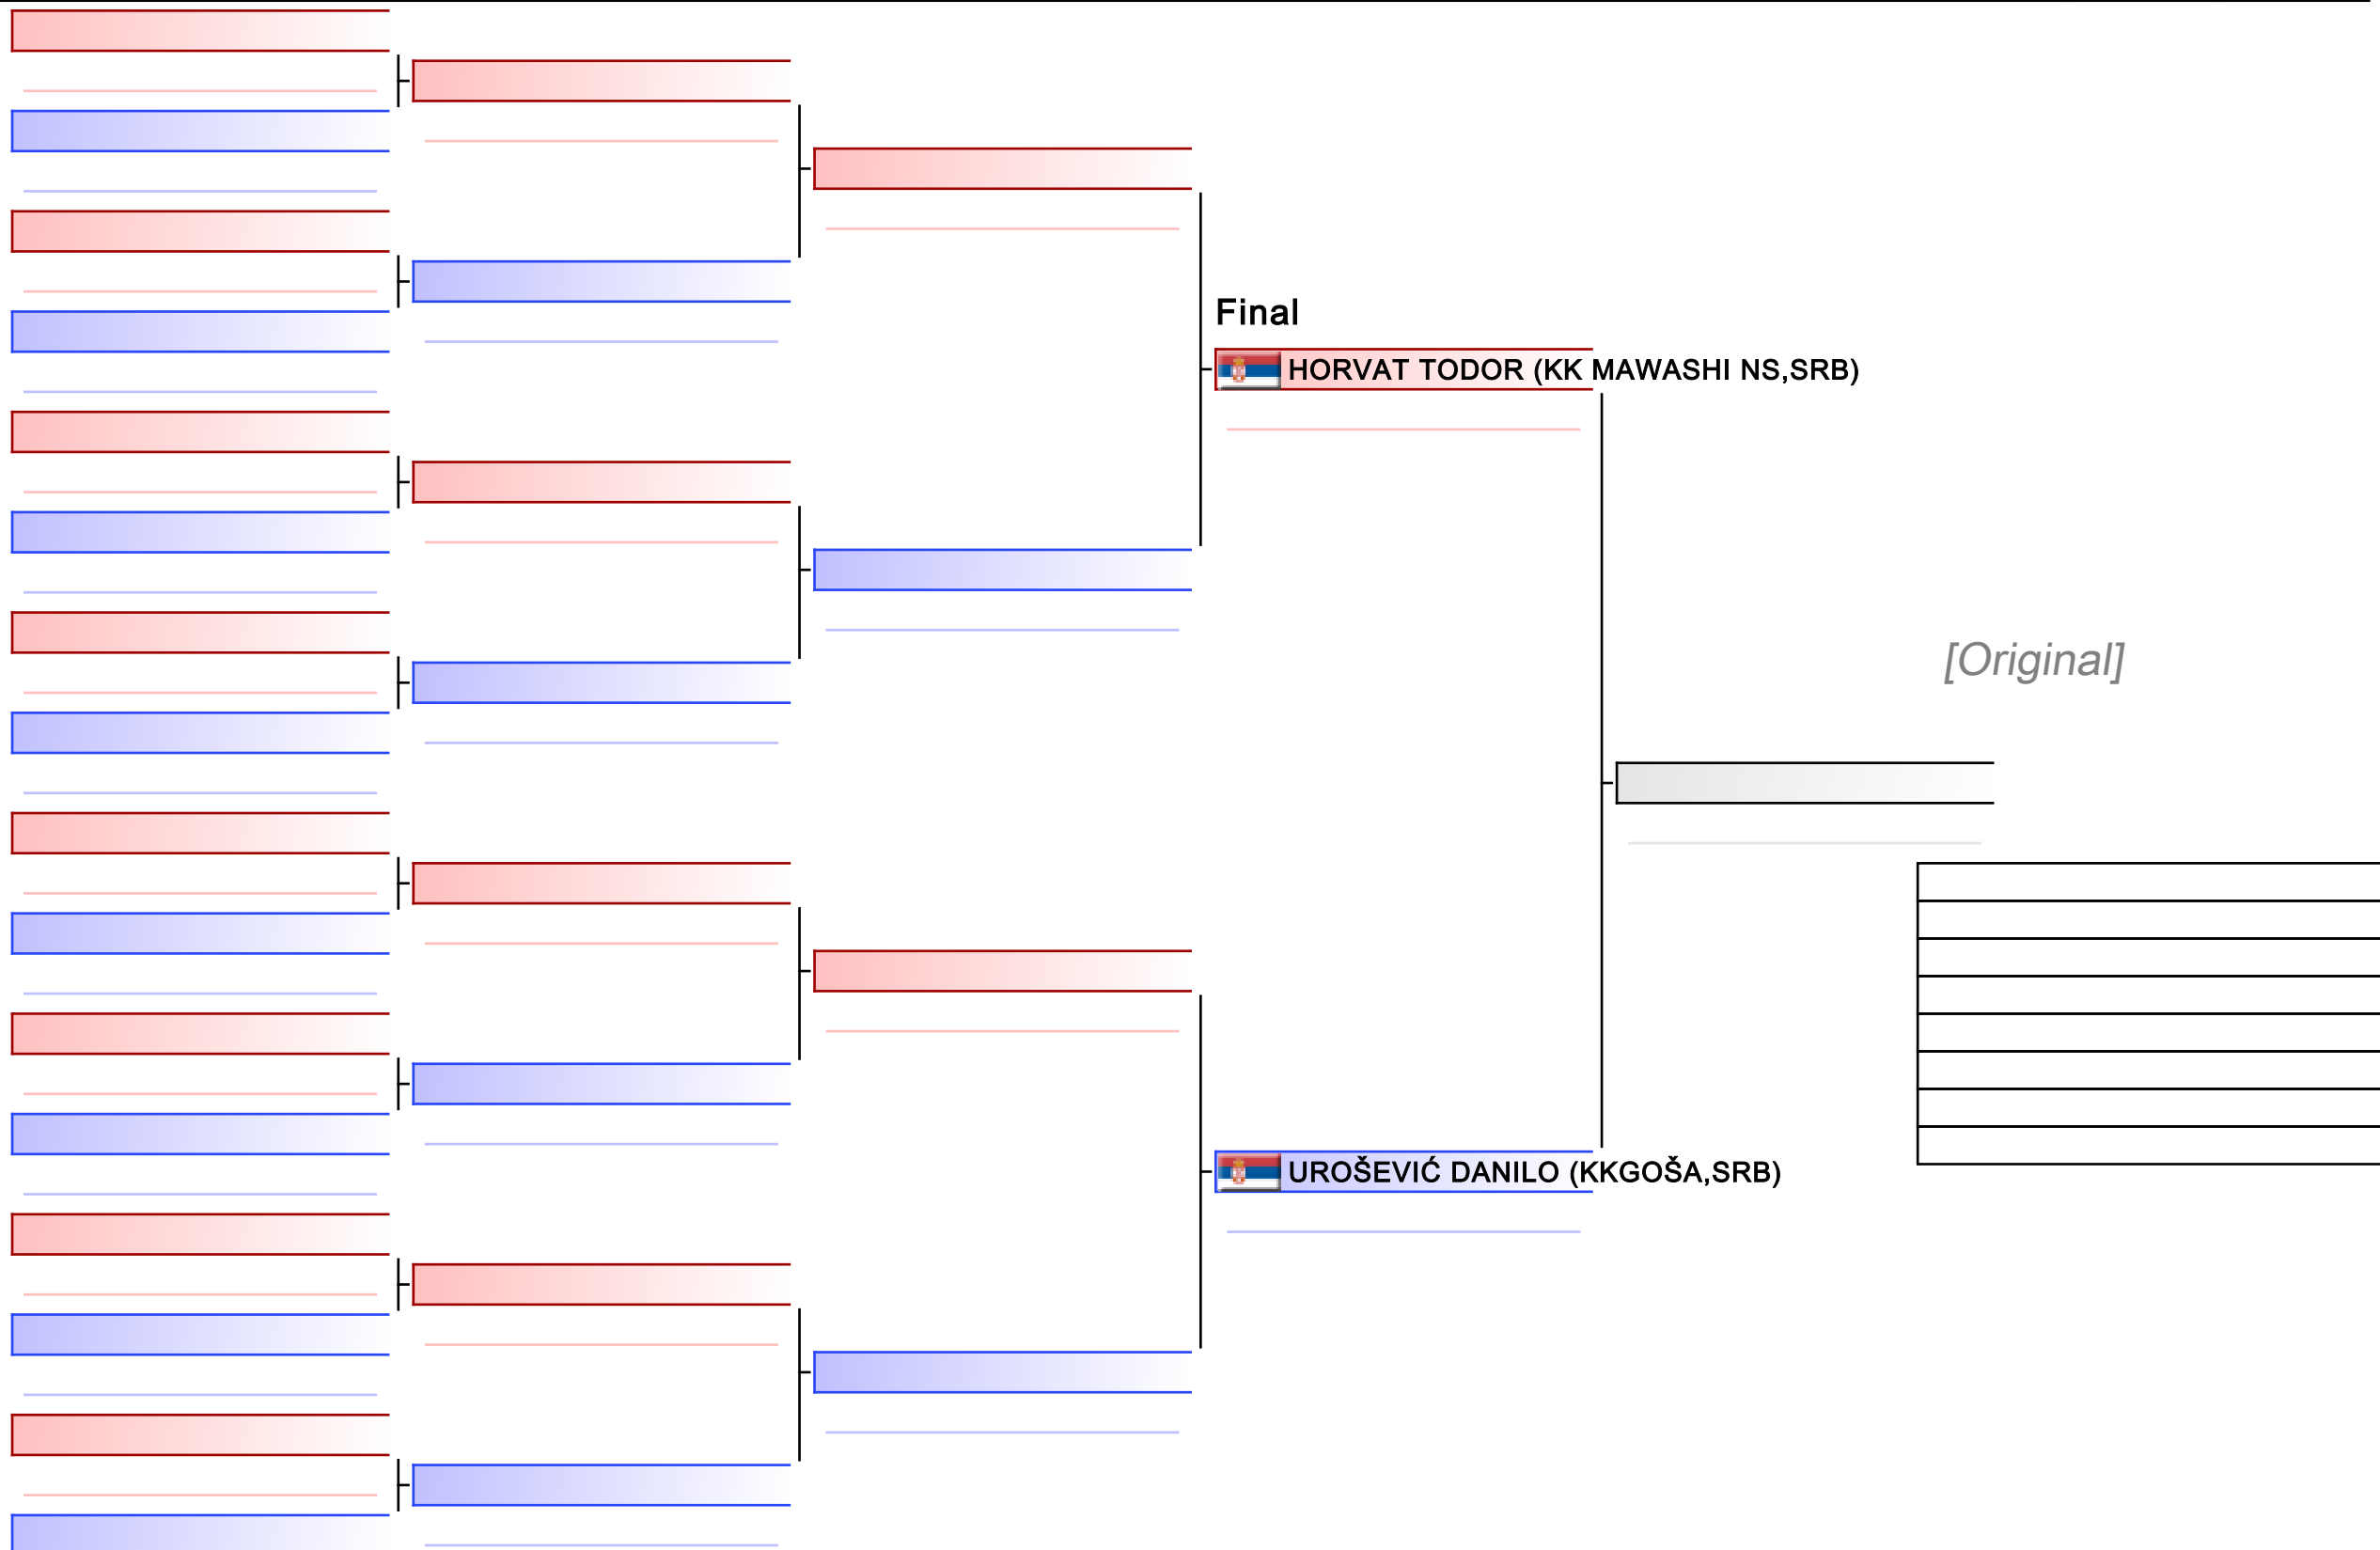 Final
HORVAT TODOR (KK MAWASHI NS,SRB)
[Original]
UROŠEVIĆ DANILO (KKGOŠA,SRB)